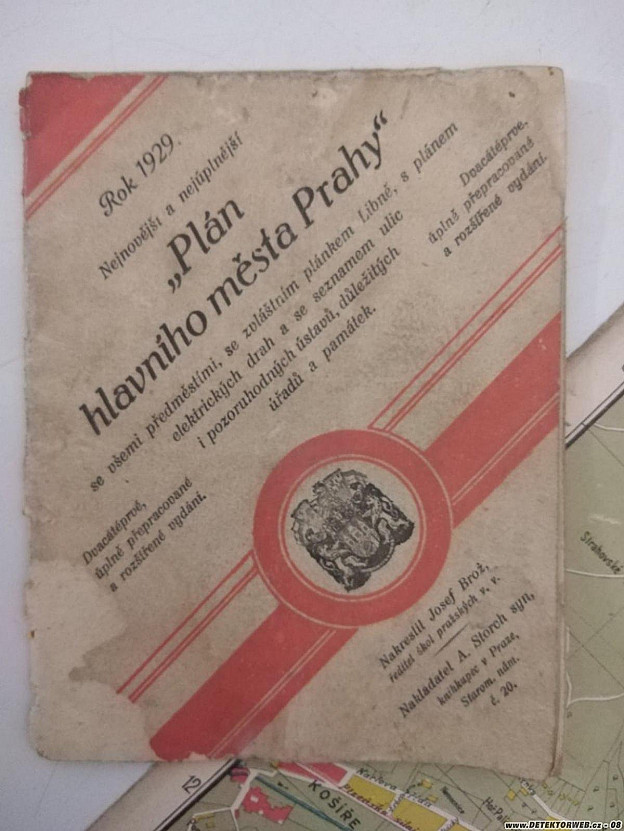 Rok 1929.
Nejnovější a nejúplnější
„Plán
hlavního města Prahy“
se všemi předměstími, se zvláštním plánkem Libně, s plánem
elektrických drah a se seznamem ulic
i pozoruhodných ústavů, důležitých
úřadů a památek.
Dvacátéprvé,
úplně přepracované
a rozšířené vydání.
Dvacátéprvé,
úplně přepracované
a rozšířené vydání.
Nakreslil Josef Brož,
ředitel škol pražských v. v.
Nakladatel A. Storch syn,
knihkupec v Praze,
Starom. nám.
č. 20.
Strahovské
12
KOŠÍŘE
www.DETEKTORWEB.cz - 08